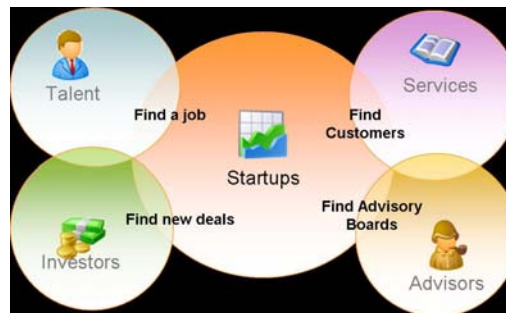 Talent
Services
Find a job
Find
Customers
Startups
Find new deals
Find Advisory
Boards
Investors
Advisors